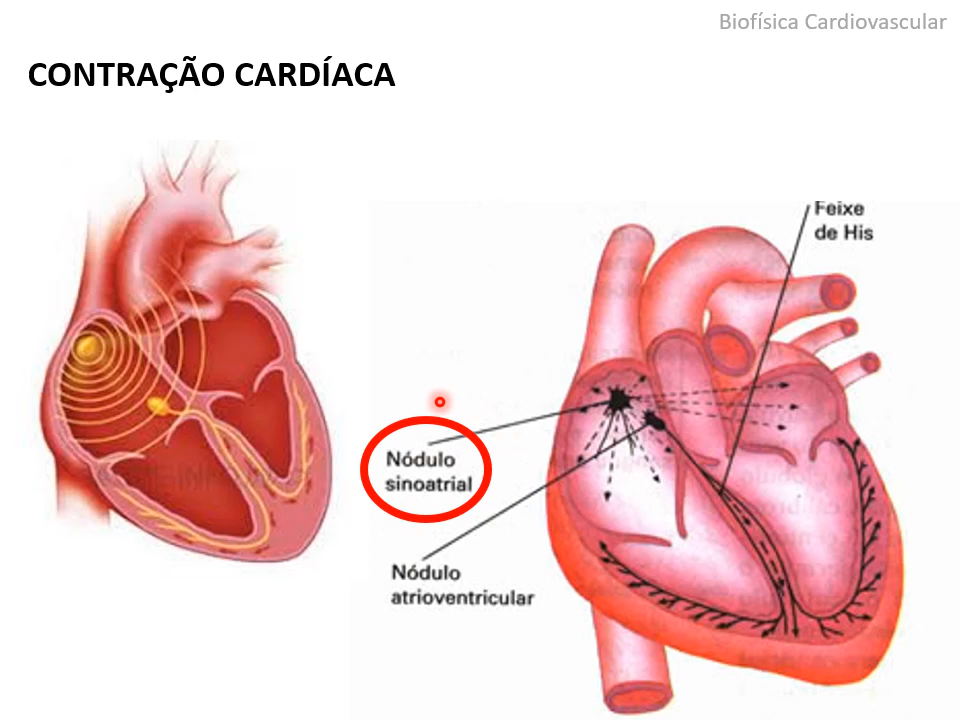 Biofísica Cardiovascular
CONTRAÇÃO CARDÍACA
Feixe
de His
Nódulo
sinoatrial
Nódulo
atrioventricular